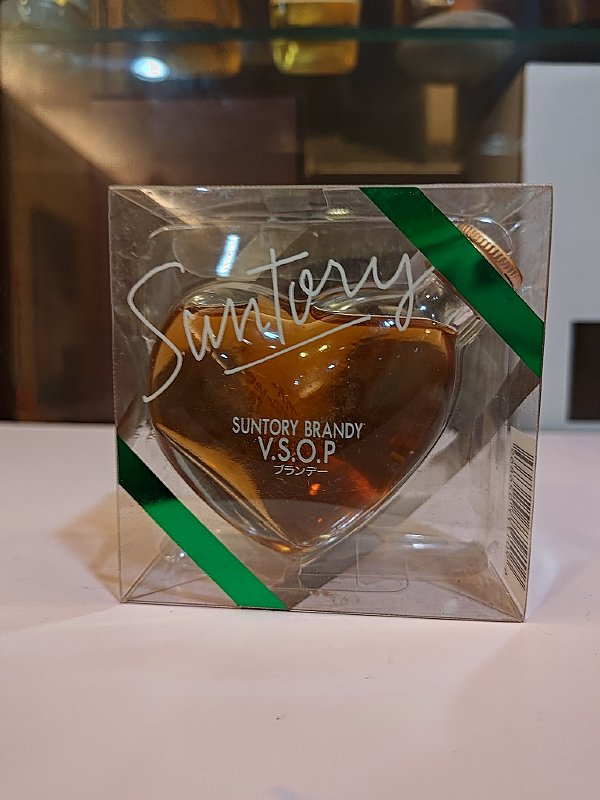 Suntory
SUNTORY BRANDY
V.S.O.P
ブランデー